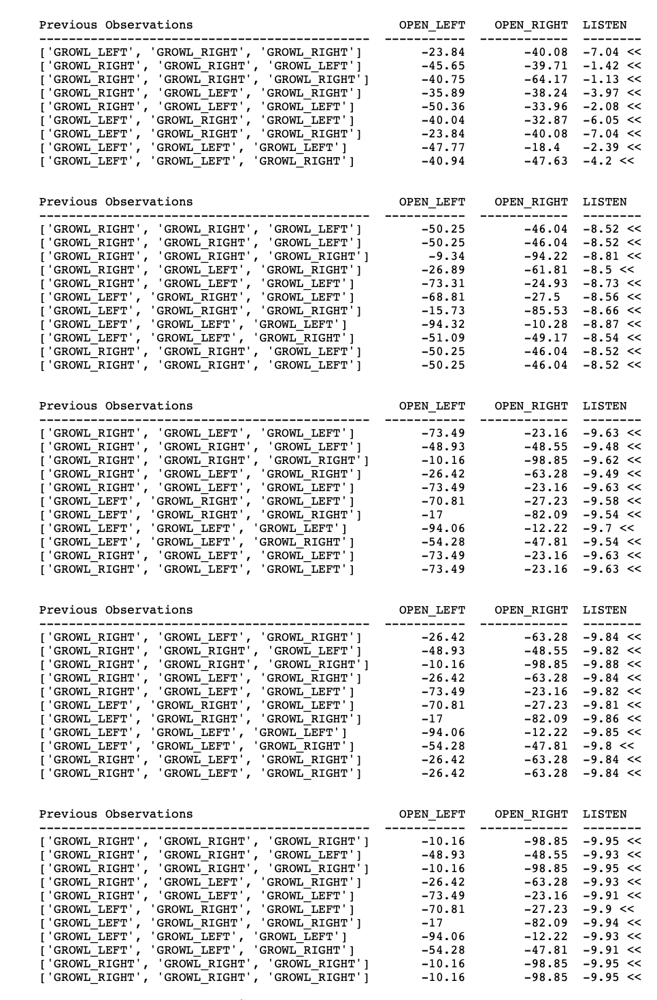 Previous Observations OPEN_LEFT OPEN_RIGHT LISTEN
--------------------------------------------- ----------- ------------ --------
['GROWL_LEFT', 'GROWL_RIGHT', 'GROWL_RIGHT'] -23.84 -40.08 -7.04 <<
['GROWL_RIGHT', 'GROWL_RIGHT', 'GROWL_LEFT'] -45.65 -39.71 -1.42 <<
['GROWL_RIGHT', 'GROWL_RIGHT', 'GROWL_RIGHT'] -40.75 -64.17 -1.13 <<
['GROWL_RIGHT', 'GROWL_LEFT', 'GROWL_RIGHT'] -35.89 -38.24 -3.97 <<
['GROWL_RIGHT', 'GROWL_LEFT', 'GROWL_LEFT'] -50.36 -33.96 -2.08 <<
['GROWL_LEFT', 'GROWL_RIGHT', 'GROWL_LEFT'] -40.04 -32.87 -6.05 <<
['GROWL_LEFT', 'GROWL_RIGHT', 'GROWL_RIGHT'] -23.84 -40.08 -7.04 <<
['GROWL_LEFT', 'GROWL_LEFT', 'GROWL_LEFT'] -47.77 -18.4 -2.39 <<
['GROWL_LEFT', 'GROWL_LEFT', 'GROWL_RIGHT'] -40.94 -47.63 -4.2 <<
Previous Observations OPEN_LEFT OPEN_RIGHT LISTEN
--------------------------------------------- ----------- ------------ --------
['GROWL_RIGHT', 'GROWL_RIGHT', 'GROWL_LEFT'] -50.25 -46.04 -8.52 <<
['GROWL_RIGHT', 'GROWL_RIGHT', 'GROWL_LEFT'] -50.25 -46.04 -8.52 <<
['GROWL_RIGHT', 'GROWL_RIGHT', 'GROWL_RIGHT'] -9.34 -94.22 -8.81 <<
['GROWL_RIGHT', 'GROWL_LEFT', 'GROWL_RIGHT'] -26.89 -61.81 -8.5 <<
['GROWL_RIGHT', 'GROWL_LEFT', 'GROWL_LEFT'] -73.31 -24.93 -8.73 <<
['GROWL_LEFT', 'GROWL_RIGHT', 'GROWL_LEFT'] -68.81 -27.5 -8.56 <<
['GROWL_LEFT', 'GROWL_RIGHT', 'GROWL_RIGHT'] -15.73 -85.53 -8.66 <<
['GROWL_LEFT', 'GROWL_LEFT', 'GROWL_LEFT'] -94.32 -10.28 -8.87 <<
['GROWL_LEFT', 'GROWL_LEFT', 'GROWL_RIGHT'] -51.09 -49.17 -8.54 <<
['GROWL_RIGHT', 'GROWL_RIGHT', 'GROWL_LEFT'] -50.25 -46.04 -8.52 <<
['GROWL_RIGHT', 'GROWL_RIGHT', 'GROWL_LEFT'] -50.25 -46.04 -8.52 <<
Previous Observations OPEN_LEFT OPEN_RIGHT LISTEN
--------------------------------------------- ----------- ------------ --------
['GROWL_RIGHT', 'GROWL_LEFT', 'GROWL_LEFT'] -73.49 -23.16 -9.63 <<
['GROWL_RIGHT', 'GROWL_RIGHT', 'GROWL_LEFT'] -48.93 -48.55 -9.48 <<
['GROWL_RIGHT', 'GROWL_RIGHT', 'GROWL_RIGHT'] -10.16 -98.85 -9.62 <<
['GROWL_RIGHT', 'GROWL_LEFT', 'GROWL_RIGHT'] -26.42 -63.28 -9.49 <<
['GROWL_RIGHT', 'GROWL_LEFT', 'GROWL_LEFT'] -73.49 -23.16 -9.63 <<
['GROWL_LEFT', 'GROWL_RIGHT', 'GROWL_LEFT'] -70.81 -27.23 -9.58 <<
['GROWL_LEFT', 'GROWL_RIGHT', 'GROWL_RIGHT'] -17 -82.09 -9.54 <<
['GROWL_LEFT', 'GROWL_LEFT', 'GROWL_LEFT'] -94.06 -12.22 -9.7 <<
['GROWL_LEFT', 'GROWL_LEFT', 'GROWL_RIGHT'] -54.28 -47.81 -9.54 <<
['GROWL_RIGHT', 'GROWL_LEFT', 'GROWL_LEFT'] -73.49 -23.16 -9.63 <<
['GROWL_RIGHT', 'GROWL_LEFT', 'GROWL_LEFT'] -73.49 -23.16 -9.63 <<
Previous Observations OPEN_LEFT OPEN_RIGHT LISTEN
--------------------------------------------- ----------- ------------ --------
['GROWL_RIGHT', 'GROWL_LEFT', 'GROWL_RIGHT'] -26.42 -63.28 -9.84 <<
['GROWL_RIGHT', 'GROWL_RIGHT', 'GROWL_LEFT'] -48.93 -48.55 -9.82 <<
['GROWL_RIGHT', 'GROWL_RIGHT', 'GROWL_RIGHT'] -10.16 -98.85 -9.88 <<
['GROWL_RIGHT', 'GROWL_LEFT', 'GROWL_RIGHT'] -26.42 -63.28 -9.84 <<
['GROWL_RIGHT', 'GROWL_LEFT', 'GROWL_LEFT'] -73.49 -23.16 -9.82 <<
['GROWL_LEFT', 'GROWL_RIGHT', 'GROWL_LEFT'] -70.81 -27.23 -9.81 <<
['GROWL_LEFT', 'GROWL_RIGHT', 'GROWL_RIGHT'] -17 -82.09 -9.86 <<
['GROWL_LEFT', 'GROWL_LEFT', 'GROWL_LEFT'] -94.06 -12.22 -9.85 <<
['GROWL_LEFT', 'GROWL_LEFT', 'GROWL_RIGHT'] -54.28 -47.81 -9.8 <<
['GROWL_RIGHT', 'GROWL_LEFT', 'GROWL_RIGHT'] -26.42 -63.28 -9.84 <<
['GROWL_RIGHT', 'GROWL_LEFT', 'GROWL_RIGHT'] -26.42 -63.28 -9.84 <<
Previous Observations OPEN_LEFT OPEN_RIGHT LISTEN
--------------------------------------------- ----------- ------------ --------
['GROWL_RIGHT', 'GROWL_RIGHT', 'GROWL_RIGHT'] -10.16 -98.85 -9.95 <<
['GROWL_RIGHT', 'GROWL_RIGHT', 'GROWL_LEFT'] -48.93 -48.55 -9.93 <<
['GROWL_RIGHT', 'GROWL_RIGHT', 'GROWL_RIGHT'] -10.16 -98.85 -9.95 <<
['GROWL_RIGHT', 'GROWL_LEFT', 'GROWL_RIGHT'] -26.42 -63.28 -9.93 <<
['GROWL_RIGHT', 'GROWL_LEFT', 'GROWL_LEFT'] -73.49 -23.16 -9.91 <<
['GROWL_LEFT', 'GROWL_RIGHT', 'GROWL_LEFT'] -70.81 -27.23 -9.9 <<
['GROWL_LEFT', 'GROWL_RIGHT', 'GROWL_RIGHT'] -17 -82.09 -9.94 <<
['GROWL_LEFT', 'GROWL_LEFT', 'GROWL_LEFT'] -94.06 -12.22 -9.93 <<
['GROWL_LEFT', 'GROWL_LEFT', 'GROWL_RIGHT'] -54.28 -47.81 -9.91 <<
['GROWL_RIGHT', 'GROWL_RIGHT', 'GROWL_RIGHT'] -10.16 -98.85 -9.95 <<
['GROWL_RIGHT', 'GROWL_RIGHT', 'GROWL_RIGHT'] -10.16 -98.85 -9.95 <<